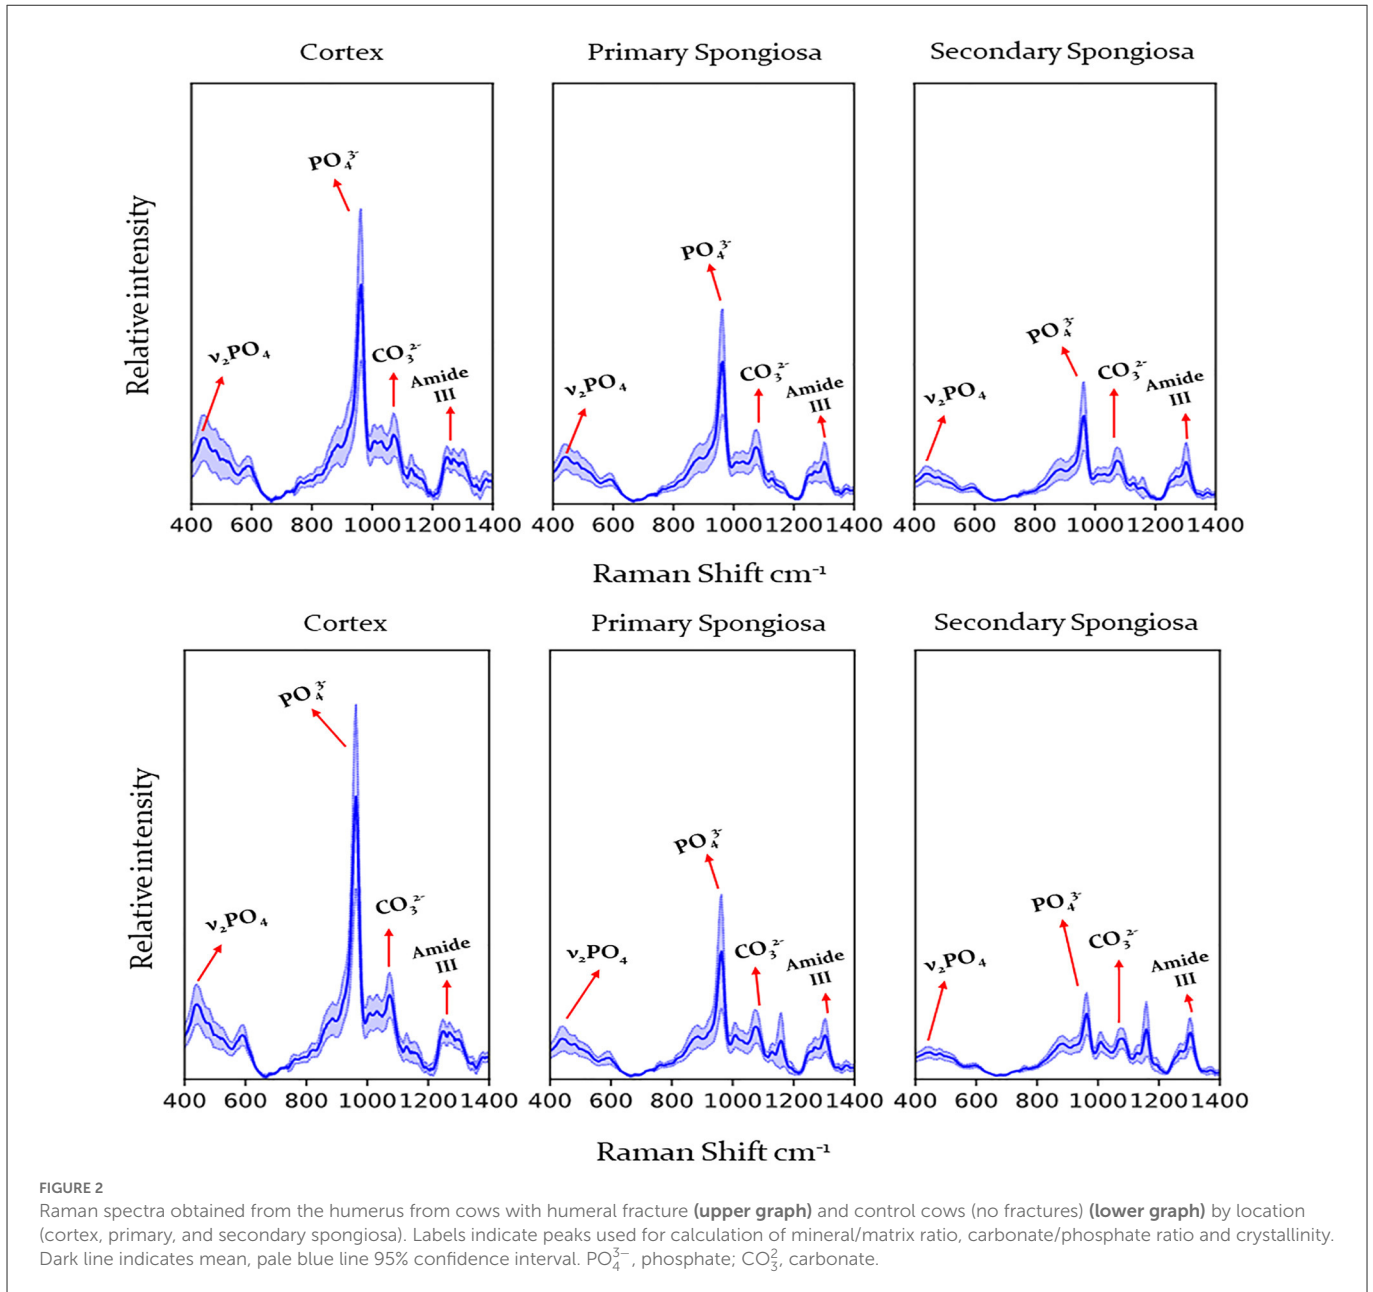 Cortex Primary Spongiosa Secondary Spongiosa
Relative intensity
ν₂PO₄ PO₄³⁻ CO₃²⁻ Amide III
ν₂PO₄ PO₄³⁻ CO₃²⁻ Amide III
ν₂PO₄ PO₄³⁻ CO₃²⁻ Amide III
400 600 800 1000 1200 1400 400 600 800 1000 1200 1400 400 600 800 1000 1200 1400
Raman Shift cm⁻¹
Cortex Primary Spongiosa Secondary Spongiosa
Relative intensity
ν₂PO₄ PO₄³⁻ CO₃²⁻ Amide III
ν₂PO₄ PO₄³⁻ CO₃²⁻ Amide III
ν₂PO₄ PO₄³⁻ CO₃²⁻ Amide III
400 600 800 1000 1200 1400 400 600 800 1000 1200 1400 400 600 800 1000 1200 1400
Raman Shift cm⁻¹
FIGURE 2
Raman spectra obtained from the humerus from cows with humeral fracture (upper graph) and control cows (no fractures) (lower graph) by location
(cortex, primary, and secondary spongiosa). Labels indicate peaks used for calculation of mineral/matrix ratio, carbonate/phosphate ratio and crystallinity.
Dark line indicates mean, pale blue line 95% confidence interval. PO₄³⁻, phosphate; CO₃², carbonate.